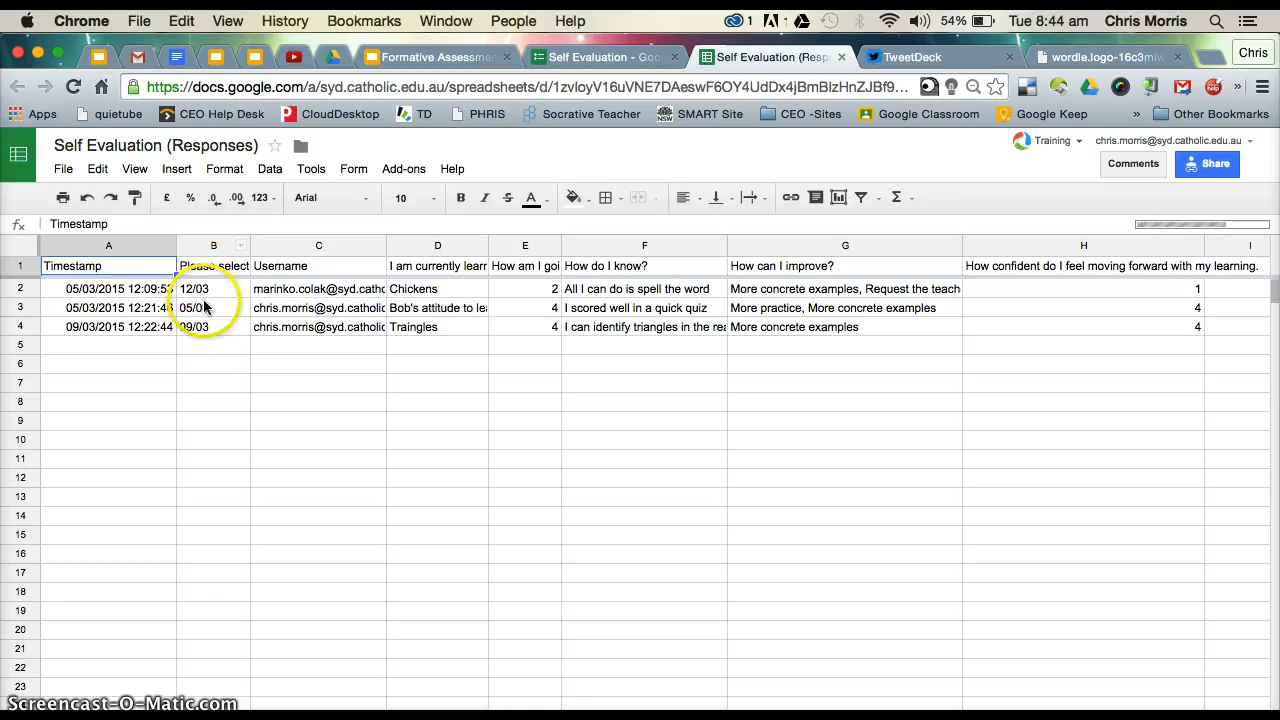 Chrome File Edit View History Bookmarks Window People Help 1 54% Tue 8:44 am Chris Morris
Formative Assessme Self Evaluation - Goo Self Evaluation (Resp TweetDeck wordle.logo-16c3miw Chris
https://docs.google.com/a/syd.catholic.edu.au/spreadsheets/d/
Apps quietube CEO Help Desk CloudDesktop TD PHRIS Socrative Teacher SMART Site CEO -Sites Google Classroom Google Keep » Other Bookmarks
Self Evaluation (Responses) Training chris.morris@syd.catholic.edu.au
File Edit View Insert Format Data Tools Form Add-ons Help Comments Share
£ % .0 .00 123 Arial 10 B I S A Σ
fx Timestamp
A B C D E F G H I
1 Timestamp Please select Username I am currently learr How am I goi How do I know? How can I improve? How confident do I feel moving forward with my learning.
2 05/03/2015 12:09:53 12/03 marinko.colak@syd.catho Chickens 2 All I can do is spell the word More concrete examples, Request the teach 1
3 05/03/2015 12:21:46 05/0 chris.morris@syd.catholic Bob's attitude to lea 4 I scored well in a quick quiz More practice, More concrete examples 4
4 09/03/2015 12:22:44 09/03 chris.morris@syd.catholic Traingles 4 I can identify triangles in the rea More concrete examples 4
5
6
7
8
9
10
11
12
13
14
15
16
17
18
19
20
21
22
23
Screencast-O-Matic.com